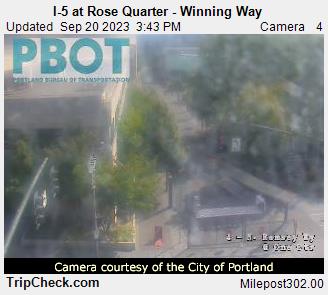 I-5 at Rose Quarter - Winning Way
Updated Sep 20 2023 3:43 PM Camera 4
PBOT
PORTLAND BUREAU OF TRANSPORTATION
Ramsay
Camera courtesy of the City of Portland
TripCheck.com Milepost302.00